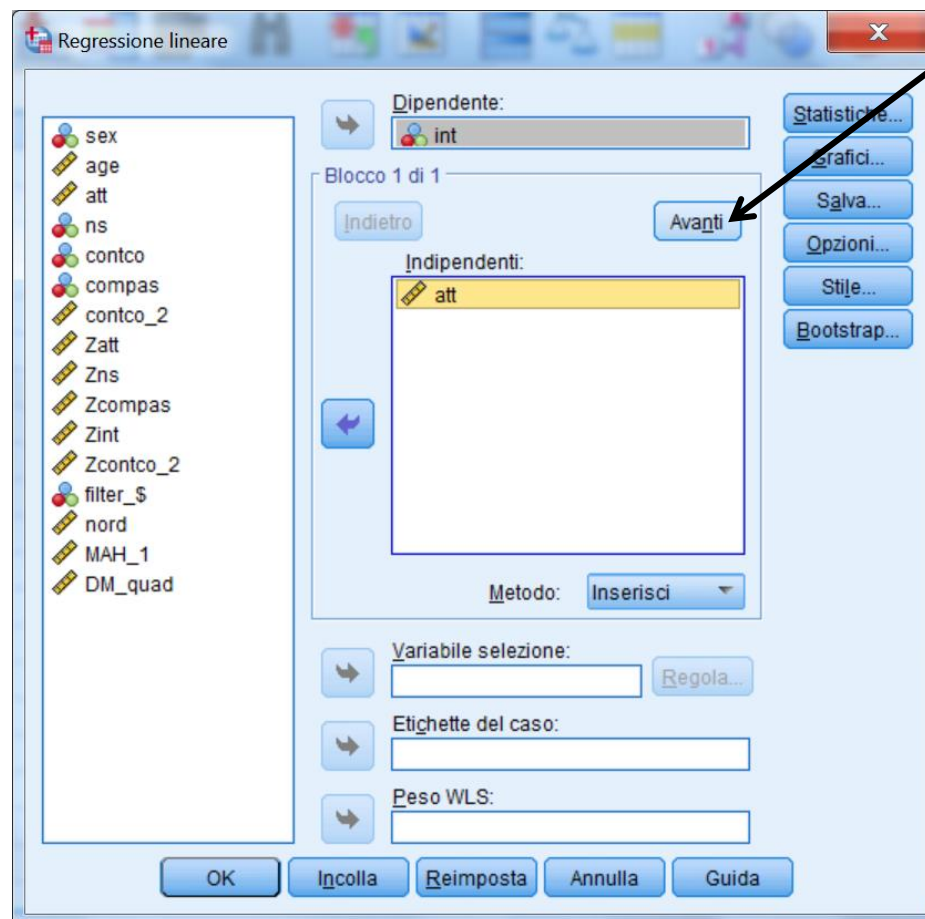 Regressione lineare
sex
age
att
ns
contco
compas
contco_2
Zatt
Zns
Zcompas
Zint
Zcontco_2
filter_$
nord
MAH_1
DM_quad
Dipendente:
int
Blocco 1 di 1
Indietro
Avanti
Indipendenti:
att
Metodo: Inserisci
Variabile selezione:
Regola...
Etichette del caso:
Peso WLS:
Statistiche...
Grafici...
Salva...
Opzioni...
Stile...
Bootstrap...
OK Incolla Reimposta Annulla Guida